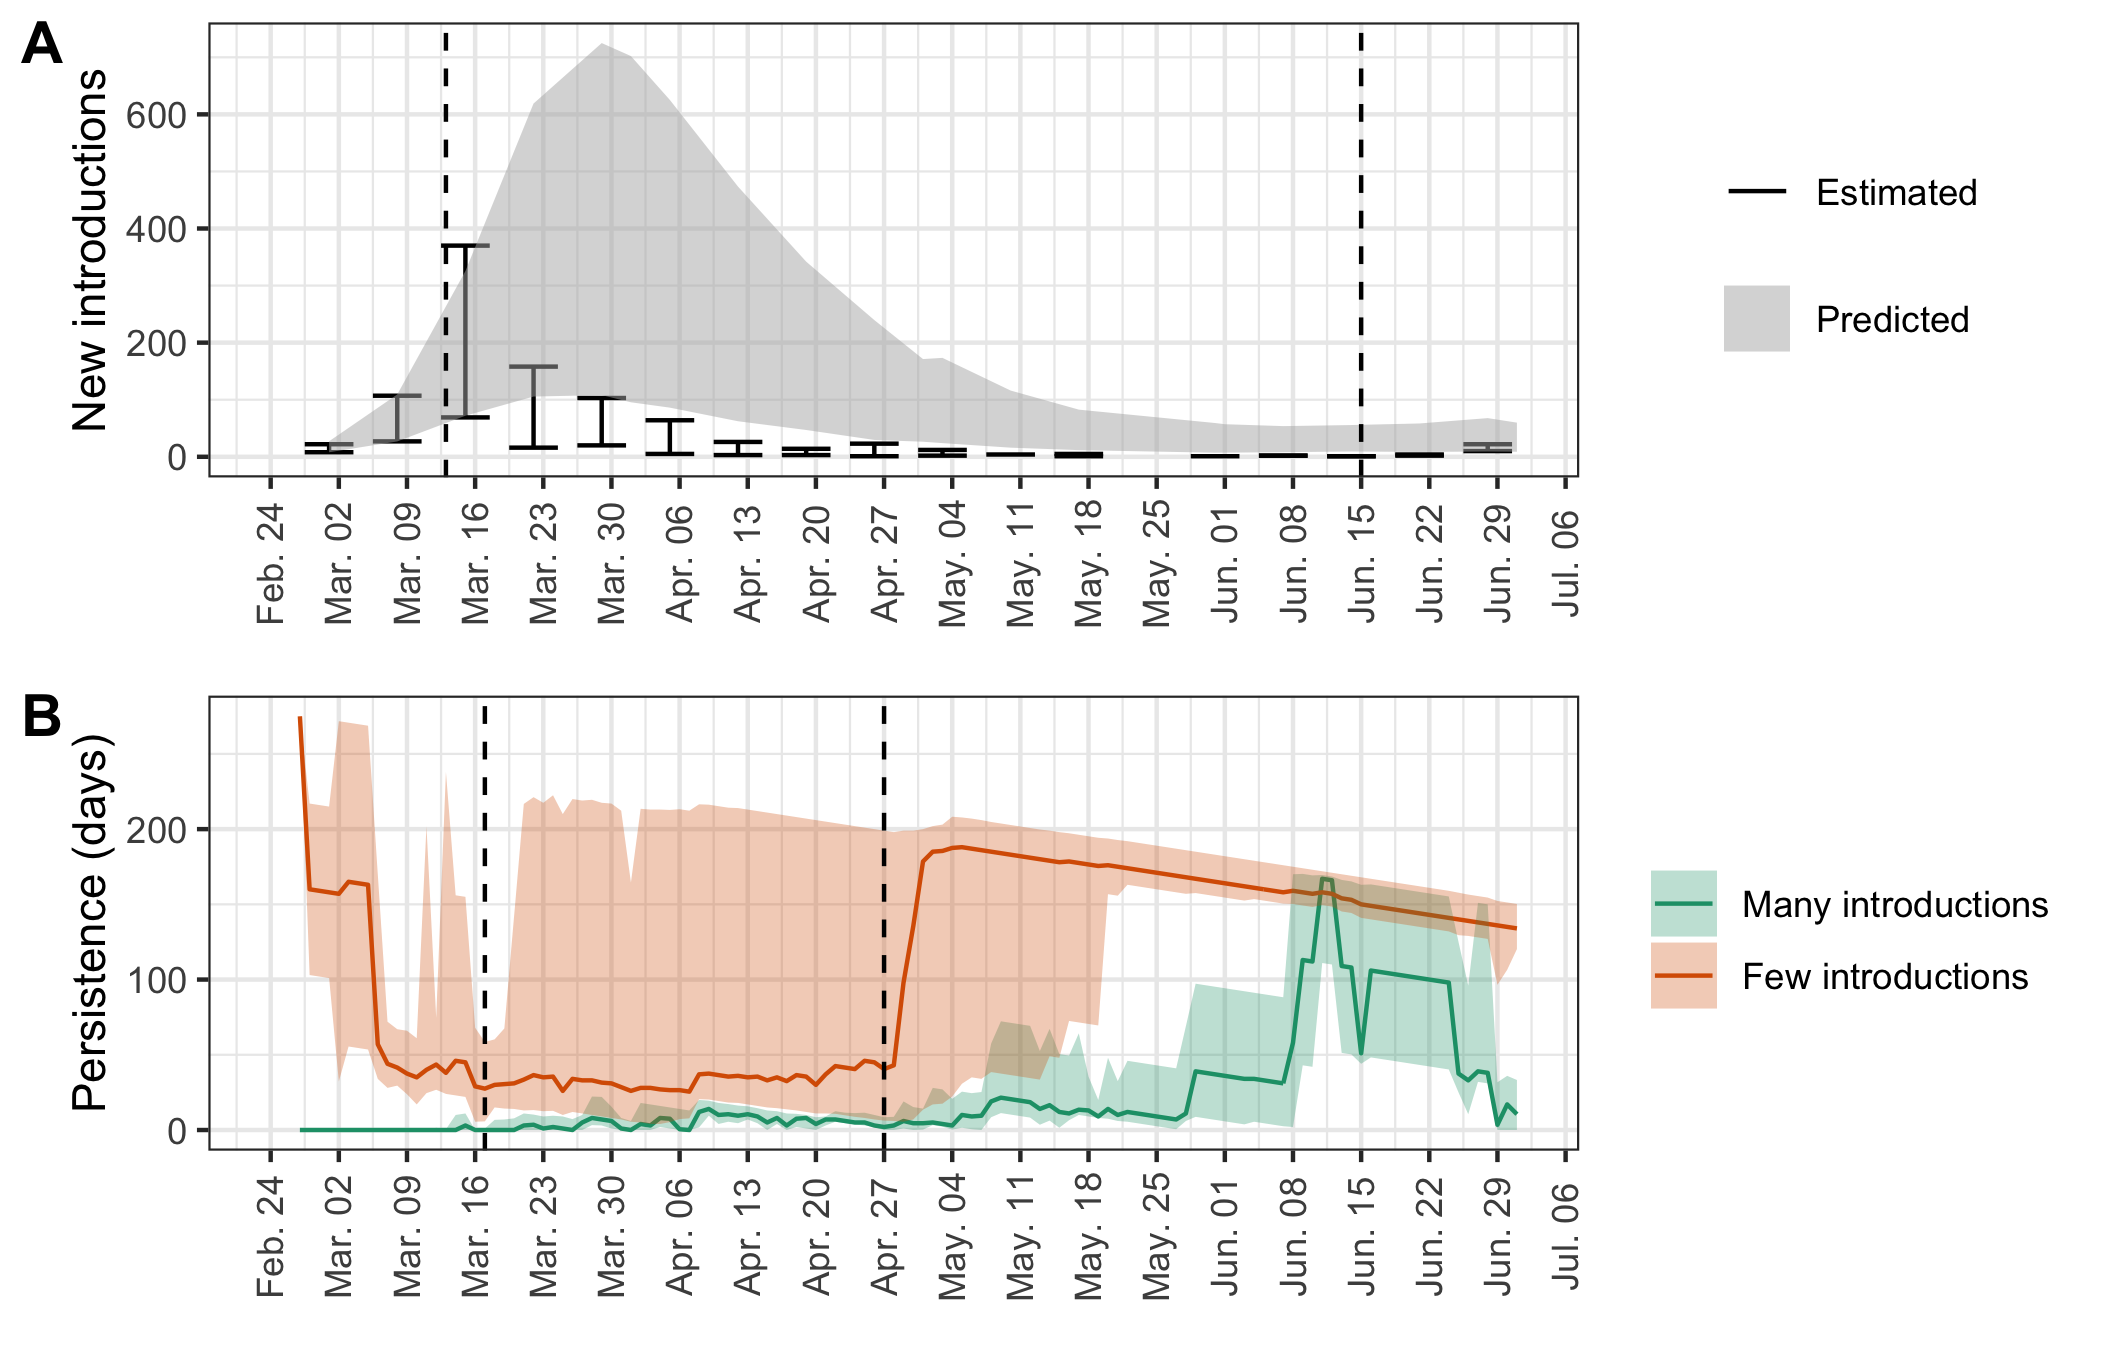 A
New introductions
600
400
200
0
Feb. 24
Mar. 02
Mar. 09
Mar. 16
Mar. 23
Mar. 30
Apr. 06
Apr. 13
Apr. 20
Apr. 27
May. 04
May. 11
May. 18
May. 25
Jun. 01
Jun. 08
Jun. 15
Jun. 22
Jun. 29
Jul. 06
Estimated
Predicted
B
Persistence (days)
200
100
0
Feb. 24
Mar. 02
Mar. 09
Mar. 16
Mar. 23
Mar. 30
Apr. 06
Apr. 13
Apr. 20
Apr. 27
May. 04
May. 11
May. 18
May. 25
Jun. 01
Jun. 08
Jun. 15
Jun. 22
Jun. 29
Jul. 06
Many introductions
Few introductions